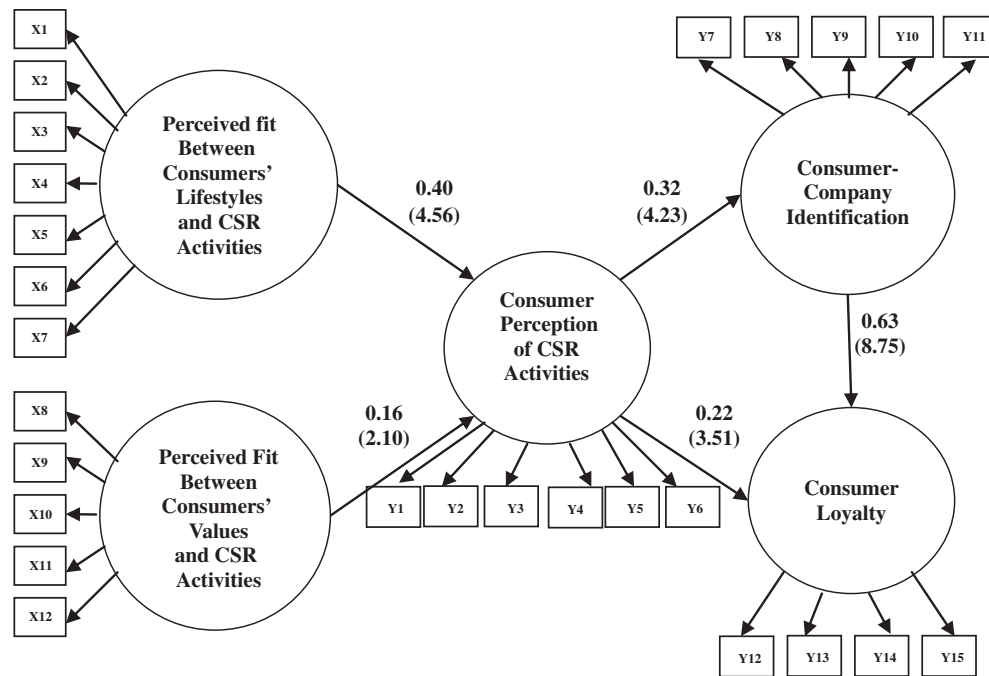 X1
X2
X3
X4
X5
X6
X7
Perceived fit
Between
Consumers'
Lifestyles
and CSR
Activities
0.40
(4.56)
X8
X9
X10
X11
X12
Perceived Fit
Between
Consumers'
Values
and CSR
Activities
0.16
(2.10)
Consumer
Perception
of CSR
Activities
Y1
Y2
Y3
Y4
Y5
Y6
0.32
(4.23)
Y7
Y8
Y9
Y10
Y11
Consumer-
Company
Identification
0.63
(8.75)
0.22
(3.51)
Consumer
Loyalty
Y12
Y13
Y14
Y15